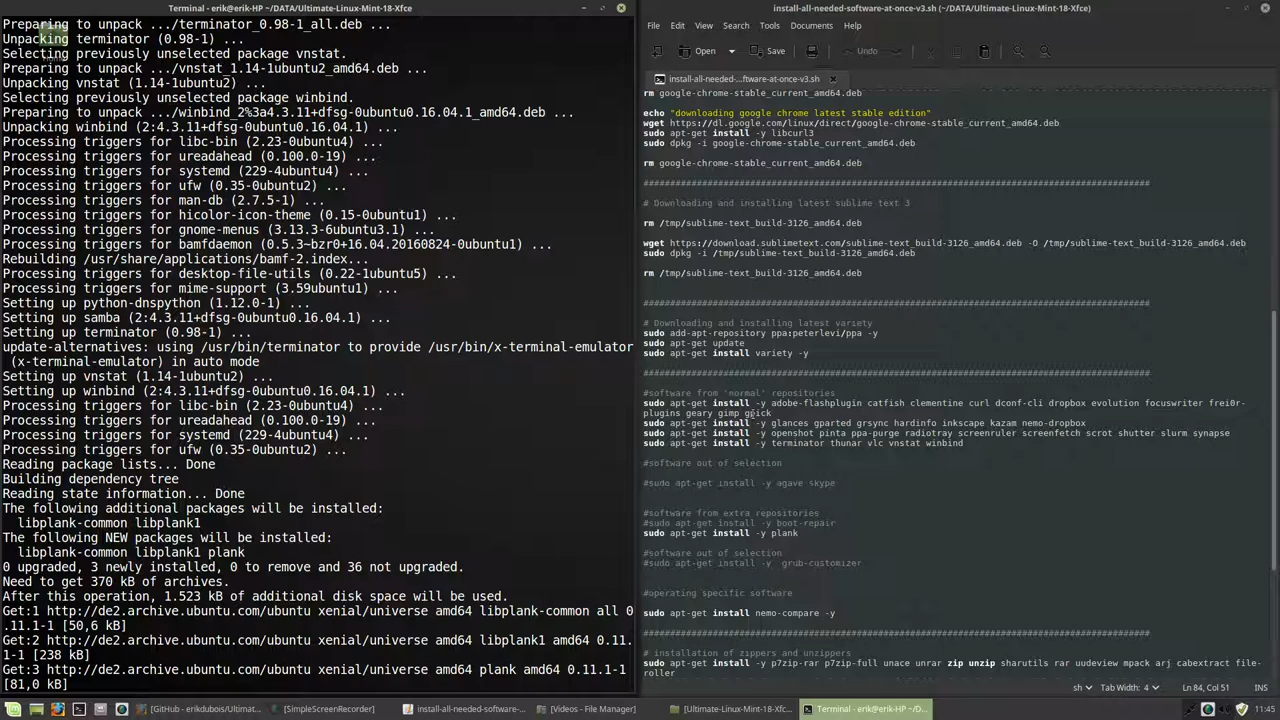 Terminal - erik@erik-HP ~/DATA/Ultimate-Linux-Mint-18-Xfce
Preparing to unpack .../terminator_0.98-1_all.deb ...
Unpacking terminator (0.98-1) ...
Selecting previously unselected package vnstat.
Preparing to unpack .../vnstat_1.14-1ubuntu2_amd64.deb ...
Unpacking vnstat (1.14-1ubuntu2) ...
Selecting previously unselected package winbind.
Preparing to unpack .../winbind_2%3a4.3.11+dfsg-0ubuntu0.16.04.1_amd64.deb ...
Unpacking winbind (2:4.3.11+dfsg-0ubuntu0.16.04.1) ...
Processing triggers for libc-bin (2.23-0ubuntu4) ...
Processing triggers for ureadahead (0.100.0-19) ...
Processing triggers for systemd (229-4ubuntu4) ...
Processing triggers for ufw (0.35-0ubuntu2) ...
Processing triggers for man-db (2.7.5-1) ...
Processing triggers for hicolor-icon-theme (0.15-0ubuntu1) ...
Processing triggers for gnome-menus (3.13.3-6ubuntu3.1) ...
Processing triggers for bamfdaemon (0.5.3~bzr0+16.04.20160824-0ubuntu1) ...
Rebuilding /usr/share/applications/bamf-2.index...
Processing triggers for desktop-file-utils (0.22-1ubuntu5) ...
Processing triggers for mime-support (3.59ubuntu1) ...
Setting up python-dnspython (1.12.0-1) ...
Setting up samba (2:4.3.11+dfsg-0ubuntu0.16.04.1) ...
Setting up terminator (0.98-1) ...
update-alternatives: using /usr/bin/terminator to provide /usr/bin/x-terminal-emulator
 (x-terminal-emulator) in auto mode
Setting up vnstat (1.14-1ubuntu2) ...
Setting up winbind (2:4.3.11+dfsg-0ubuntu0.16.04.1) ...
Processing triggers for libc-bin (2.23-0ubuntu4) ...
Processing triggers for ureadahead (0.100.0-19) ...
Processing triggers for systemd (229-4ubuntu4) ...
Processing triggers for ufw (0.35-0ubuntu2) ...
Reading package lists... Done
Building dependency tree
Reading state information... Done
The following additional packages will be installed:
  libplank-common libplank1
The following NEW packages will be installed:
  libplank-common libplank1 plank
0 upgraded, 3 newly installed, 0 to remove and 36 not upgraded.
Need to get 370 kB of archives.
After this operation, 1.523 kB of additional disk space will be used.
Get:1 http://de2.archive.ubuntu.com/ubuntu xenial/universe amd64 libplank-common all 0
.11.1-1 [50,6 kB]
Get:2 http://de2.archive.ubuntu.com/ubuntu xenial/universe amd64 libplank1 amd64 0.11.
1-1 [238 kB]
Get:3 http://de2.archive.ubuntu.com/ubuntu xenial/universe amd64 plank amd64 0.11.1-1
[81,0 kB]
install-all-needed-software-at-once-v3.sh (~/DATA/Ultimate-Linux-Mint-18-Xfce)
File Edit View Search Tools Documents Help
Open Save Undo
install-all-needed-...ftware-at-once-v3.sh
rm google-chrome-stable_current_amd64.deb
echo "downloading google chrome latest stable edition"
wget https://dl.google.com/linux/direct/google-chrome-stable_current_amd64.deb
sudo apt-get install -y libcurl3
sudo dpkg -i google-chrome-stable_current_amd64.deb
rm google-chrome-stable_current_amd64.deb
####################################################################################################
# Downloading and installing latest sublime text 3
rm /tmp/sublime-text_build-3126_amd64.deb
wget https://download.sublimetext.com/sublime-text_build-3126_amd64.deb -O /tmp/sublime-text_build-3126_amd64.deb
sudo dpkg -i /tmp/sublime-text_build-3126_amd64.deb
rm /tmp/sublime-text_build-3126_amd64.deb
####################################################################################################
# Downloading and installing latest variety
sudo add-apt-repository ppa:peterlevi/ppa -y
sudo apt-get update
sudo apt-get install variety -y
####################################################################################################
#software from 'normal' repositories
sudo apt-get install -y adobe-flashplugin catfish clementine curl dconf-cli dropbox evolution focuswriter frei0r-
plugins geary gimp gpick
sudo apt-get install -y glances gparted grsync hardinfo inkscape kazam nemo-dropbox
sudo apt-get install -y openshot pinta ppa-purge radiotray screenruler screenfetch scrot shutter slurm synapse
sudo apt-get install -y terminator thunar vlc vnstat winbind
#software out of selection
#sudo apt-get install -y agave skype
#software from extra repositories
#sudo apt-get install -y boot-repair
sudo apt-get install -y plank
#software out of selection
#sudo apt-get install -y  grub-customizer
#operating specific software
sudo apt-get install nemo-compare -y
####################################################################################################
# installation of zippers and unzippers
sudo apt-get install -y p7zip-rar p7zip-full unace unrar zip unzip sharutils rar uudeview mpack arj cabextract file-
roller
sh Tab Width: 4 Ln 84, Col 51 INS
[GitHub - erikdubois/Ultimat... [SimpleScreenRecorder] install-all-needed-software-... [Videos - File Manager] [Ultimate-Linux-Mint-18-Xfc... Terminal - erik@erik-HP ~/D... 11:45